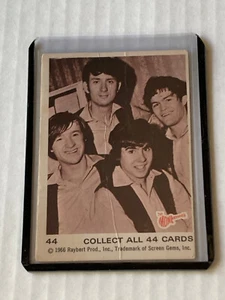 44 COLLECT ALL 44 CARDS
© 1966 Raybert Prod., Inc., Trademark of Screen Gems, Inc.